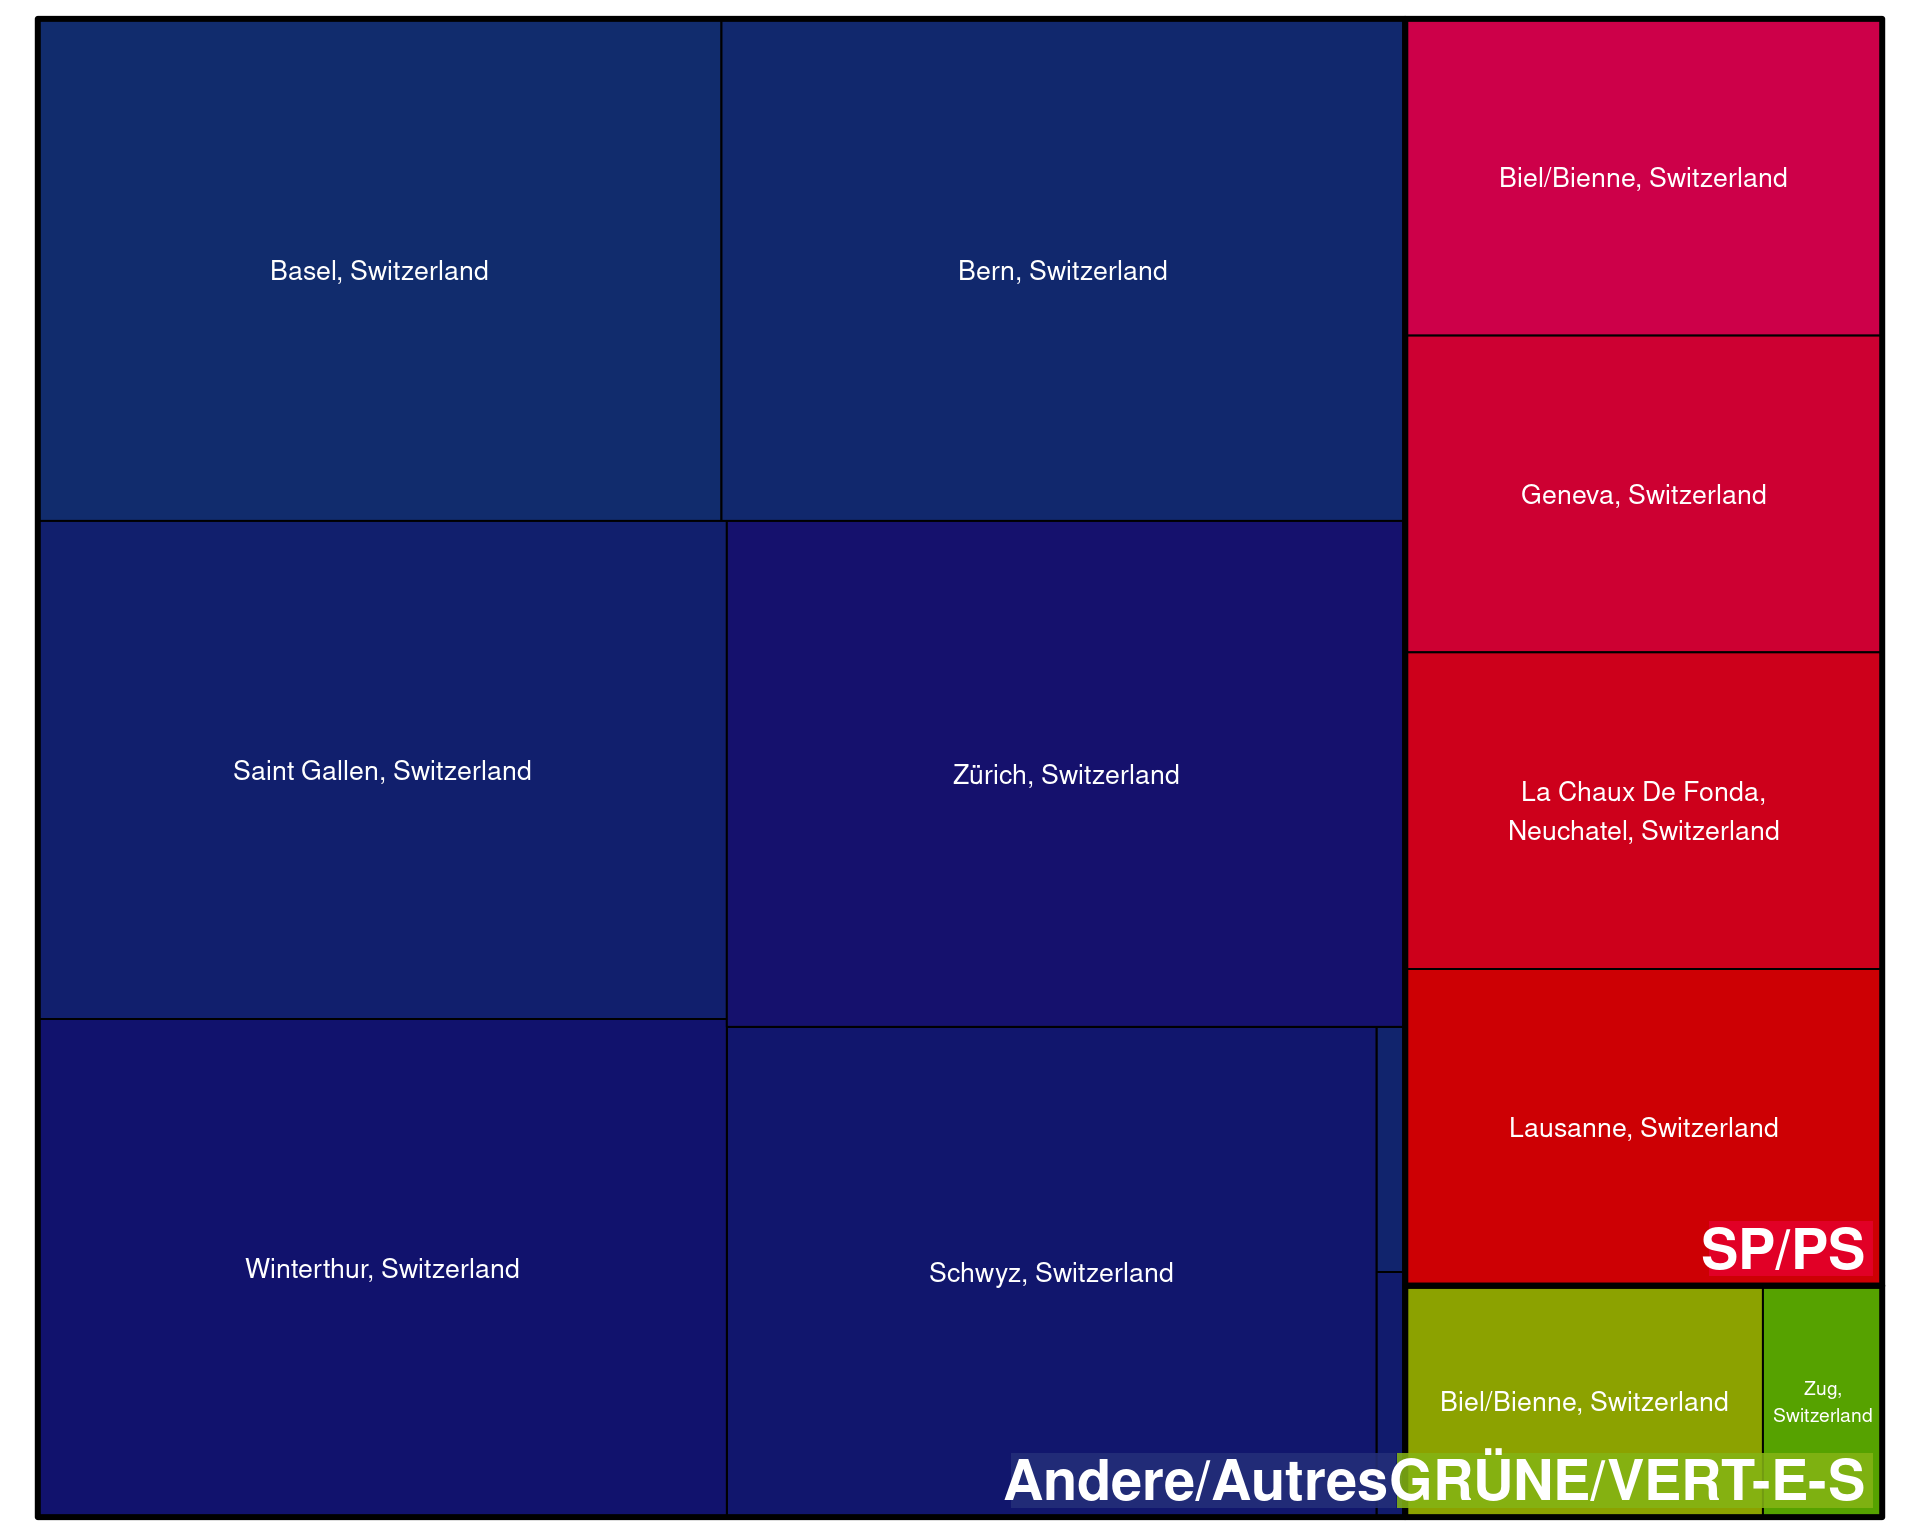 Basel, Switzerland
Bern, Switzerland
Biel/Bienne, Switzerland
Geneva, Switzerland
Saint Gallen, Switzerland
Zürich, Switzerland
La Chaux De Fonda,
Neuchatel, Switzerland
Lausanne, Switzerland
SP/PS
Winterthur, Switzerland
Schwyz, Switzerland
Biel/Bienne, Switzerland
Zug,
Switzerland
Andere/Autres
GRÜNE/VERT-E-S